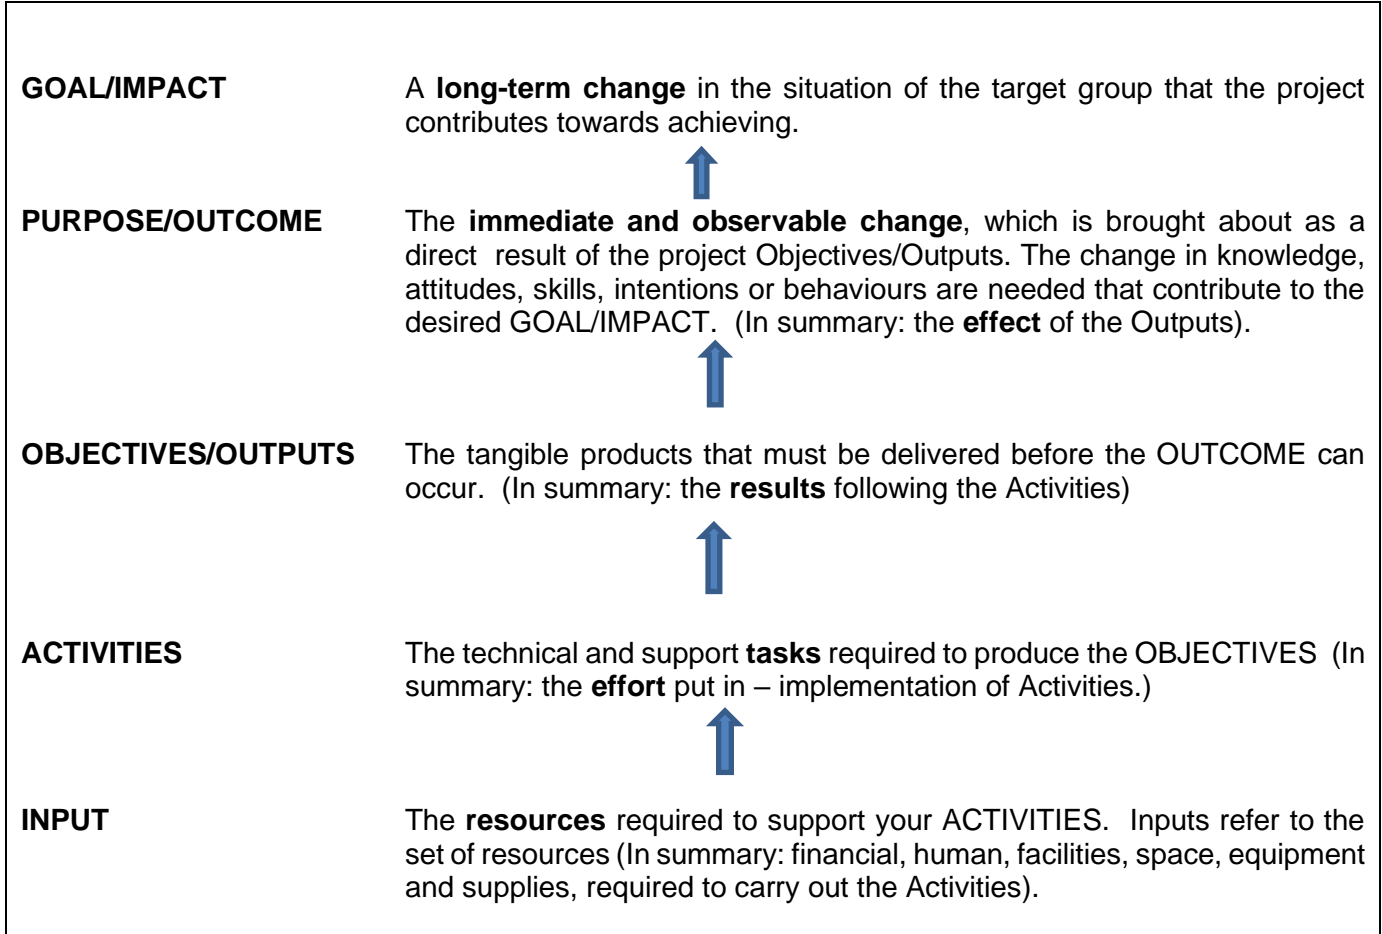 GOAL/IMPACT A long-term change in the situation of the target group that the project
contributes towards achieving.
PURPOSE/OUTCOME The immediate and observable change, which is brought about as a
direct result of the project Objectives/Outputs. The change in knowledge,
attitudes, skills, intentions or behaviours are needed that contribute to the
desired GOAL/IMPACT. (In summary: the effect of the Outputs).
OBJECTIVES/OUTPUTS The tangible products that must be delivered before the OUTCOME can
occur. (In summary: the results following the Activities)
ACTIVITIES The technical and support tasks required to produce the OBJECTIVES (In
summary: the effort put in – implementation of Activities.)
INPUT The resources required to support your ACTIVITIES. Inputs refer to the
set of resources (In summary: financial, human, facilities, space, equipment
and supplies, required to carry out the Activities).